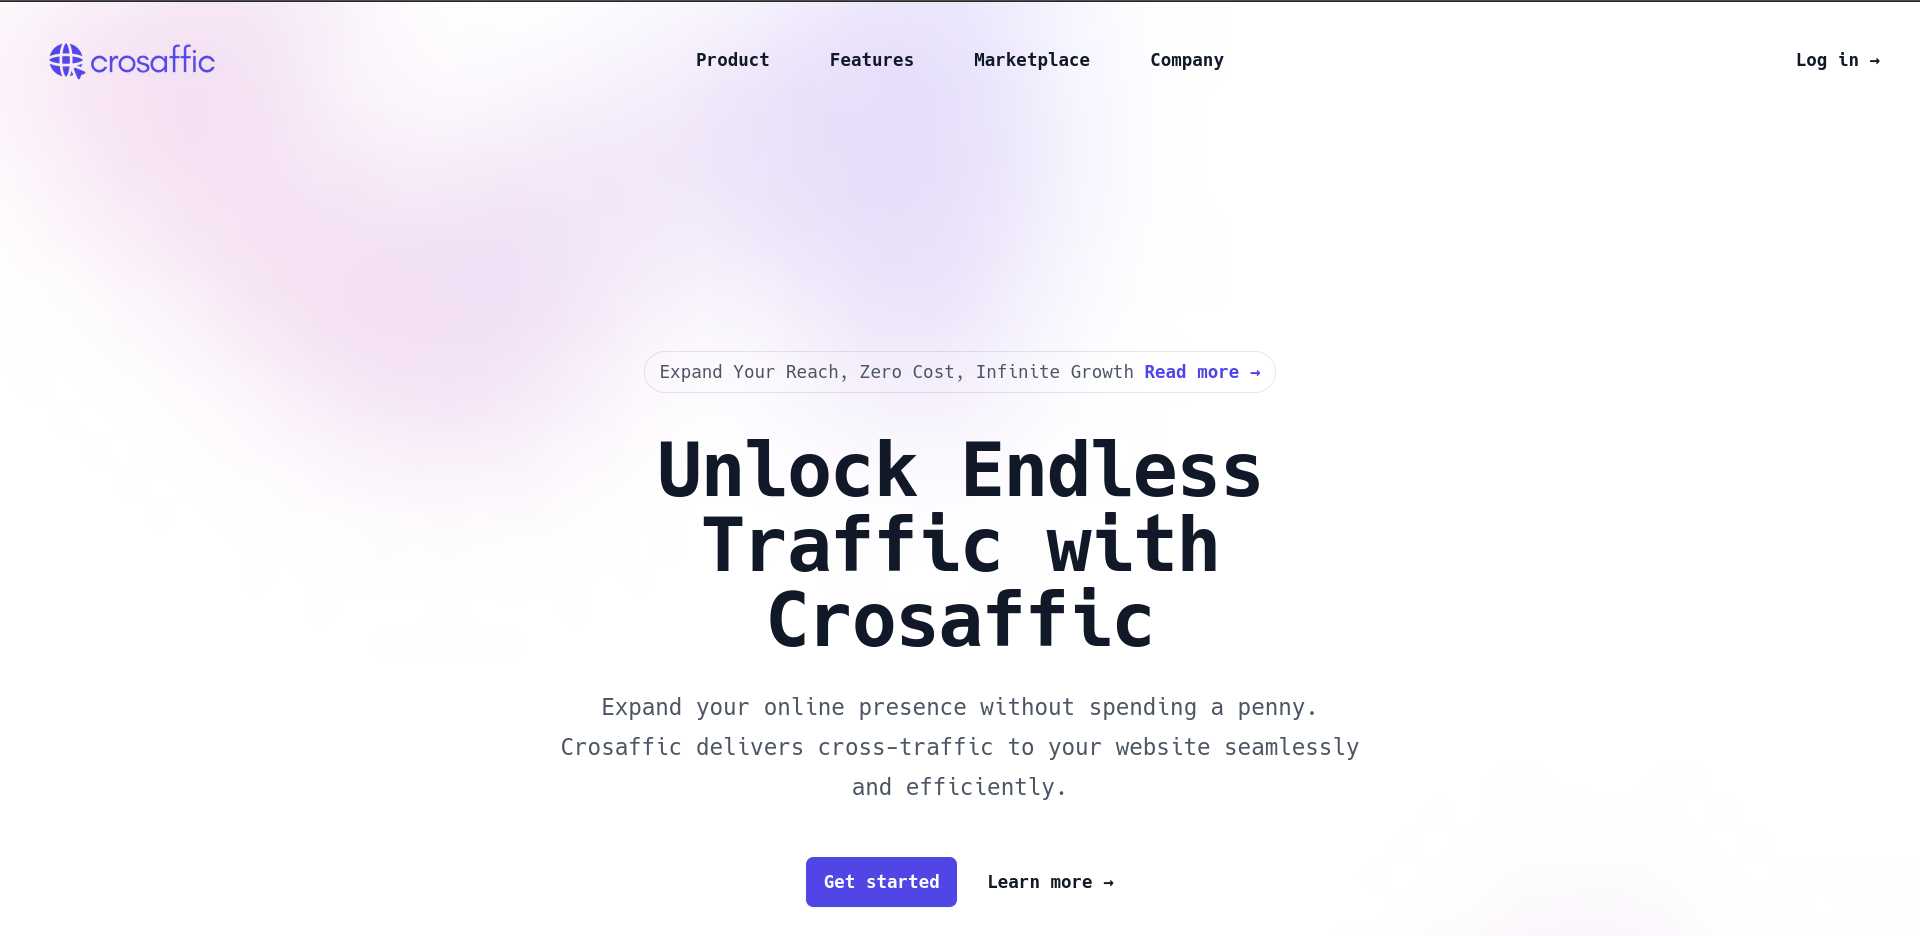 crosaffic
Product
Features
Marketplace
Company
Log in →
Expand Your Reach, Zero Cost, Infinite Growth Read more →
Unlock Endless
Traffic with
Crosaffic
Expand your online presence without spending a penny.
Crosaffic delivers cross-traffic to your website seamlessly
and efficiently.
Get started
Learn more →